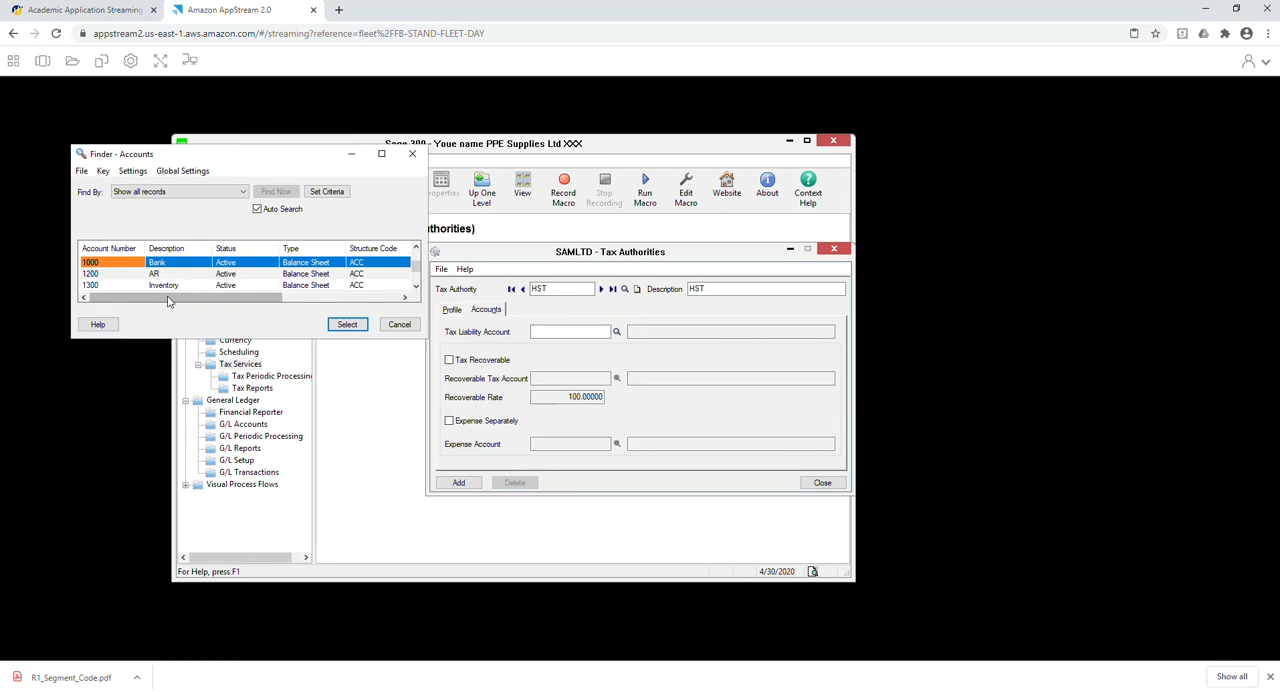 Academic Application Streaming
Amazon AppStream 2.0
appstream2.us-east-1.aws.amazon.com/#/streaming?reference=fleet%2FFB-STAND-FLEET-DAY
Sage 300 - Youe name PPE Supplies Ltd XXX
Finder - Accounts
File Key Settings Global Settings
Find By: Show all records Find Now Set Criteria
Auto Search
Account Number Description Status Type Structure Code
1000 Bank Active Balance Sheet ACC
1200 AR Active Balance Sheet ACC
1300 Inventory Active Balance Sheet ACC
Help Select Cancel
roperties Up One Level View Record Macro Stop Recording Run Macro Edit Macro Website About Context Help
uthorities)
SAMLTD - Tax Authorities
File Help
Tax Authority HST Description HST
Profile Accounts
Tax Liability Account
Tax Recoverable
Recoverable Tax Account
Recoverable Rate 100.00000
Expense Separately
Expense Account
Add Delete Close
Currency
Scheduling
Tax Services
Tax Periodic Processin
Tax Reports
General Ledger
Financial Reporter
G/L Accounts
G/L Periodic Processing
G/L Reports
G/L Setup
G/L Transactions
Visual Process Flows
For Help, press F1
4/30/2020
R1_Segment_Code.pdf
Show all